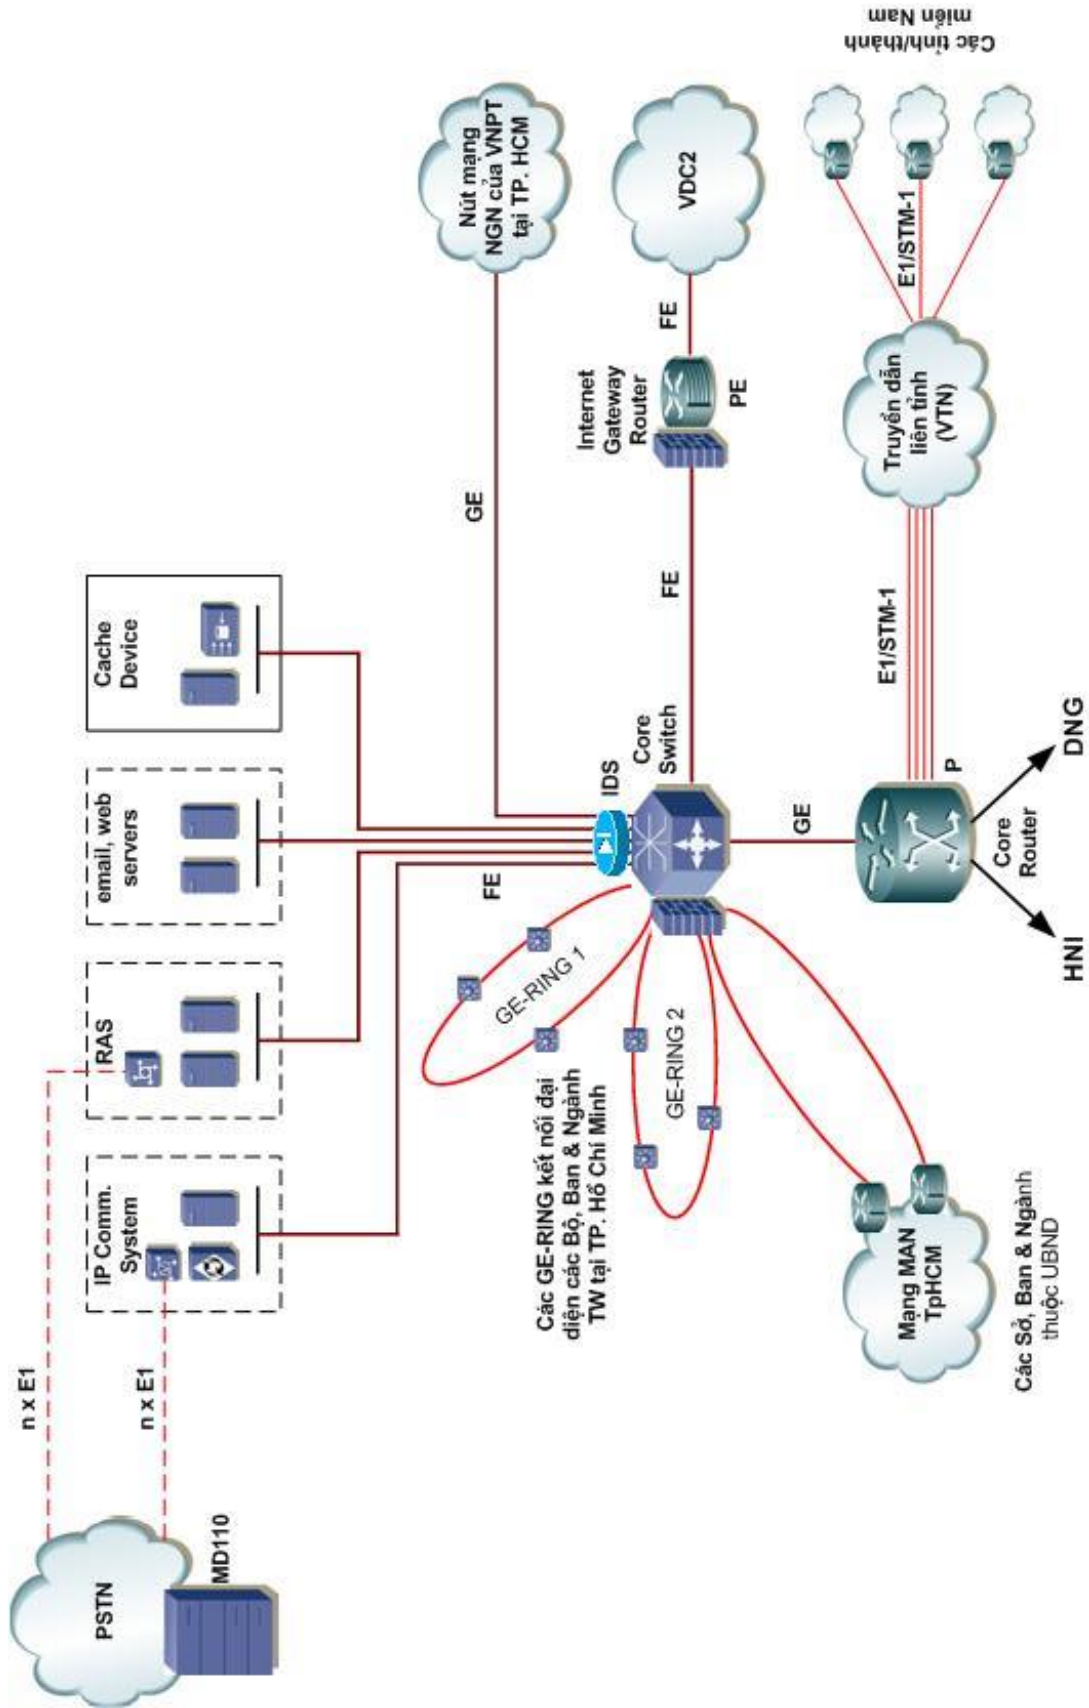 PSTN
MD110
n x E1
n x E1
IP Comm.
System
RAS
email, web
servers
Cache
Device
FE
IDS
Core
Switch
GE
Nút mạng
NGN của VNPT
tại TP. HCM
GE-RING 1
GE-RING 2
Các GE-RING kết nối đại
diện các Bộ, Ban & Ngành
TW tại TP. Hồ Chí Minh
FE
Internet
Gateway
Router
PE
FE
VDC2
GE
Mạng MAN
TpHCM
Các Sở, Ban & Ngành
thuộc UBND
P
Core
Router
HNI
DNG
E1/STM-1
Truyền dẫn
liên tỉnh
(VTN)
E1/STM-1
Các tỉnh/thành
miền Nam